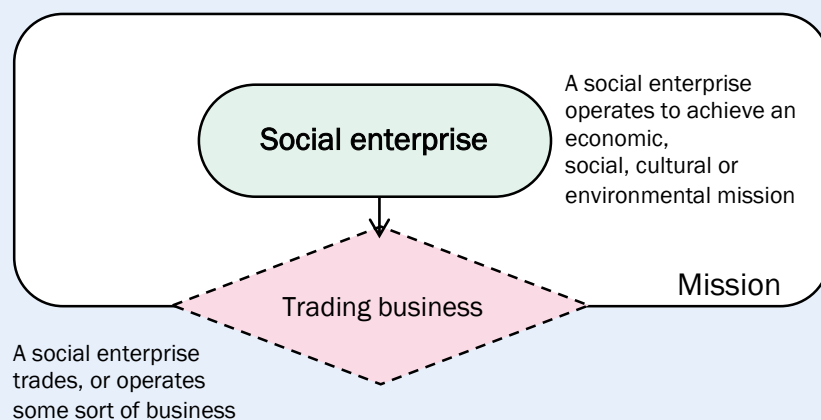 Social enterprise
A social enterprise
operates to achieve an
economic,
social, cultural or
environmental mission
Trading business
Mission
A social enterprise
trades, or operates
some sort of business